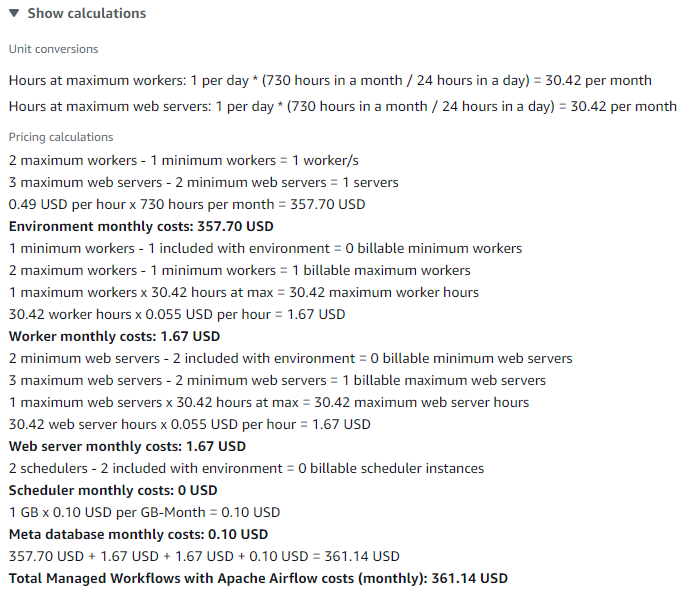 ▼ Show calculations
Unit conversions
Hours at maximum workers: 1 per day * (730 hours in a month / 24 hours in a day) = 30.42 per month
Hours at maximum web servers: 1 per day * (730 hours in a month / 24 hours in a day) = 30.42 per month
Pricing calculations
2 maximum workers - 1 minimum workers = 1 worker/s
3 maximum web servers - 2 minimum web servers = 1 servers
0.49 USD per hour x 730 hours per month = 357.70 USD
Environment monthly costs: 357.70 USD
1 minimum workers - 1 included with environment = 0 billable minimum workers
2 maximum workers - 1 minimum workers = 1 billable maximum workers
1 maximum workers x 30.42 hours at max = 30.42 maximum worker hours
30.42 worker hours x 0.055 USD per hour = 1.67 USD
Worker monthly costs: 1.67 USD
2 minimum web servers - 2 included with environment = 0 billable minimum web servers
3 maximum web servers - 2 minimum web servers = 1 billable maximum web servers
1 maximum web servers x 30.42 hours at max = 30.42 maximum web server hours
30.42 web server hours x 0.055 USD per hour = 1.67 USD
Web server monthly costs: 1.67 USD
2 schedulers - 2 included with environment = 0 billable scheduler instances
Scheduler monthly costs: 0 USD
1 GB x 0.10 USD per GB-Month = 0.10 USD
Meta database monthly costs: 0.10 USD
357.70 USD + 1.67 USD + 1.67 USD + 0.10 USD = 361.14 USD
Total Managed Workflows with Apache Airflow costs (monthly): 361.14 USD